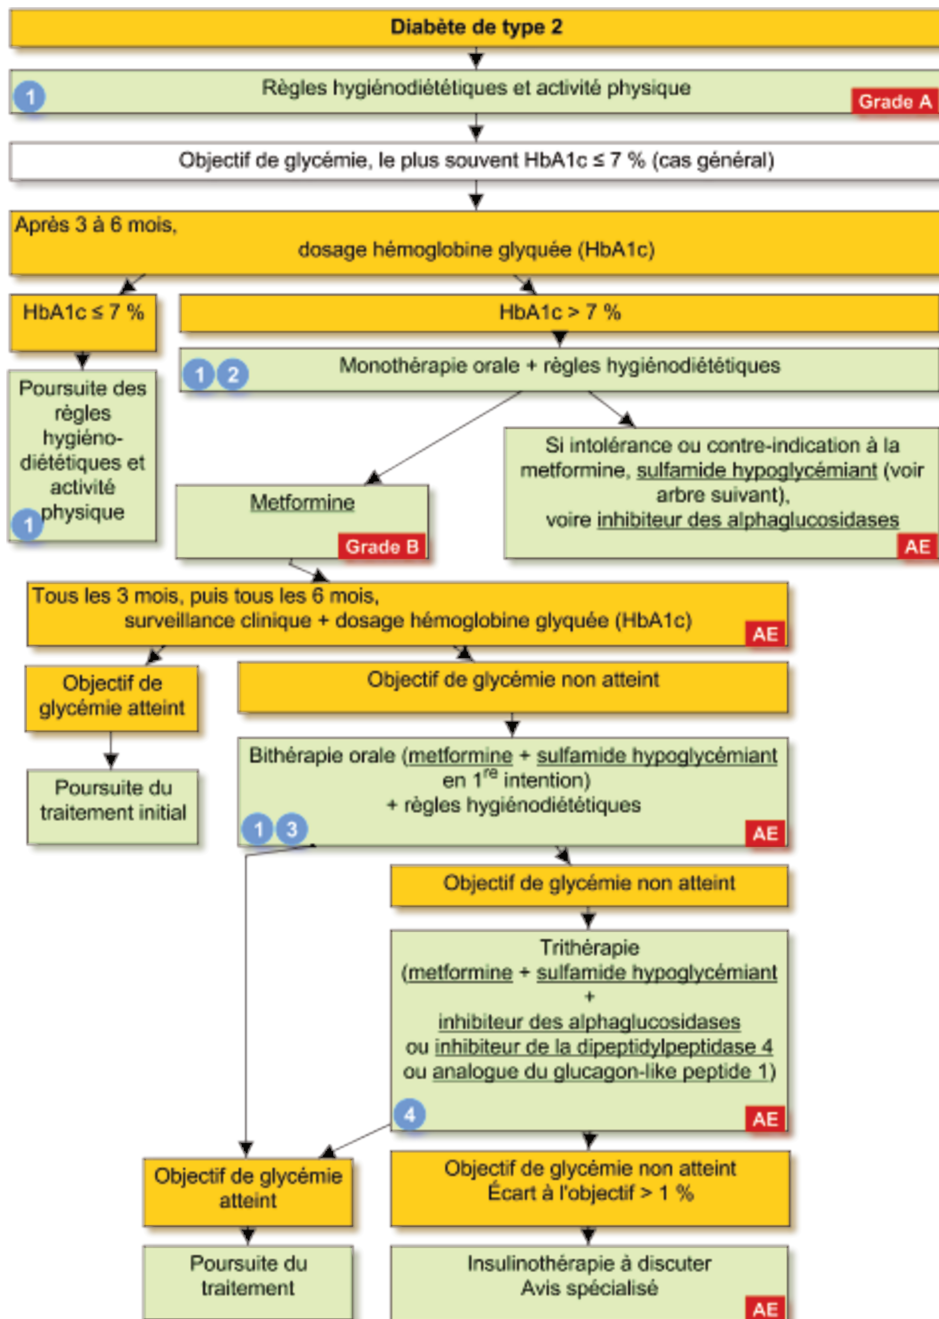 Diabète de type 2
1
Règles hygiénodiététiques et activité physique
Grade A
Objectif de glycémie, le plus souvent HbA1c ≤ 7 % (cas général)
Après 3 à 6 mois,
dosage hémoglobine glyquée (HbA1c)
HbA1c ≤ 7 %
HbA1c > 7 %
1 2
Monothérapie orale + règles hygiénodiététiques
Poursuite des
règles
hygiéno-
diététiques et
activité
physique
1
Si intolérance ou contre-indication à la
metformine, sulfamide hypoglycémiant (voir
arbre suivant),
voire inhibiteur des alphaglucosidases
AE
Metformine
Grade B
Tous les 3 mois, puis tous les 6 mois,
surveillance clinique + dosage hémoglobine glyquée (HbA1c)
AE
Objectif de
glycémie atteint
Objectif de glycémie non atteint
Poursuite du
traitement initial
Bithérapie orale (metformine + sulfamide hypoglycémiant
en 1re intention)
+ règles hygiénodiététiques
1 3
AE
Objectif de glycémie non atteint
Trithérapie
(metformine + sulfamide hypoglycémiant
+
inhibiteur des alphaglucosidases
ou inhibiteur de la dipeptidylpeptidase 4
ou analogue du glucagon-like peptide 1)
4
AE
Objectif de glycémie
atteint
Objectif de glycémie non atteint
Écart à l'objectif > 1 %
Poursuite du
traitement
Insulinothérapie à discuter
Avis spécialisé
AE